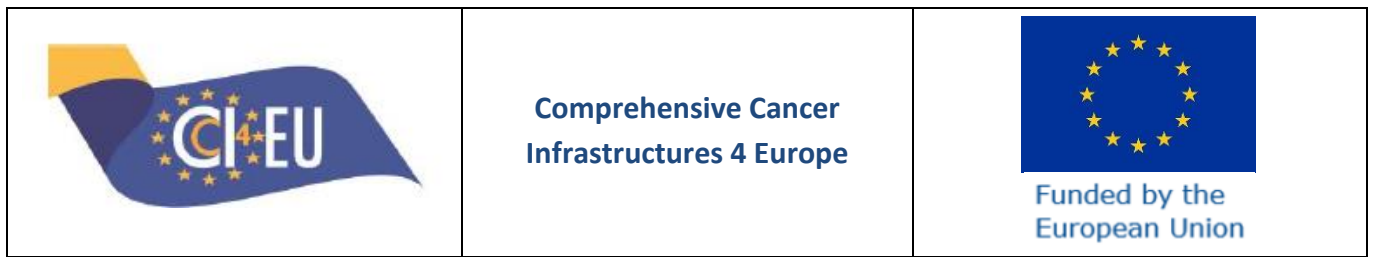 CCI4EU
Comprehensive Cancer
Infrastructures 4 Europe
Funded by the
European Union